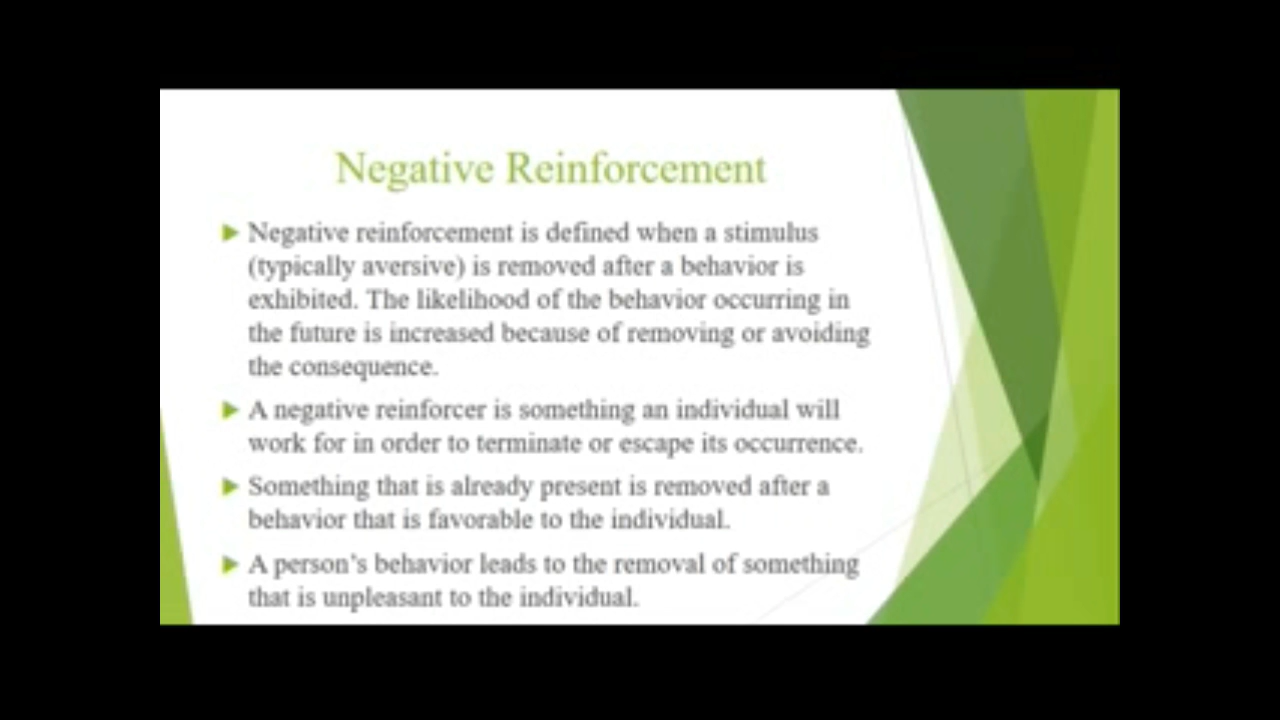 Negative Reinforcement
Negative reinforcement is defined when a stimulus
(typically aversive) is removed after a behavior is
exhibited. The likelihood of the behavior occurring in
the future is increased because of removing or avoiding
the consequence.
A negative reinforcer is something an individual will
work for in order to terminate or escape its occurrence.
Something that is already present is removed after a
behavior that is favorable to the individual.
A person’s behavior leads to the removal of something
that is unpleasant to the individual.